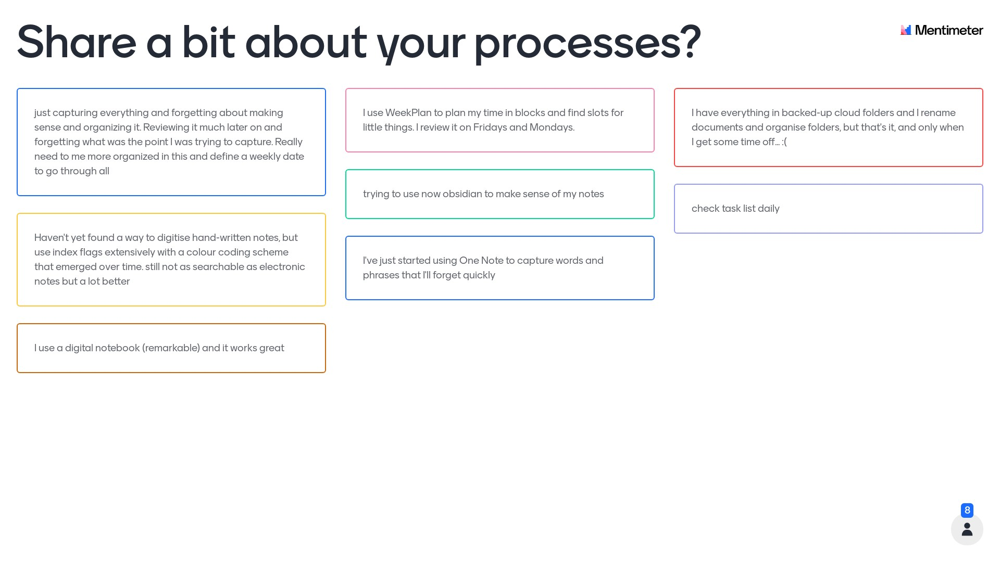 Share a bit about your processes?
Mentimeter
just capturing everything and forgetting about making
sense and organizing it. Reviewing it much later on and
forgetting what was the point I was trying to capture. Really
need to me more organized in this and define a weekly date
to go through all
Haven't yet found a way to digitise hand-written notes, but
use index flags extensively with a colour coding scheme
that emerged over time. still not as searchable as electronic
notes but a lot better
I use a digital notebook (remarkable) and it works great
I use WeekPlan to plan my time in blocks and find slots for
little things. I review it on Fridays and Mondays.
trying to use now obsidian to make sense of my notes
I've just started using One Note to capture words and
phrases that I'll forget quickly
I have everything in backed-up cloud folders and I rename
documents and organise folders, but that's it, and only when
I get some time off... :(
check task list daily
8